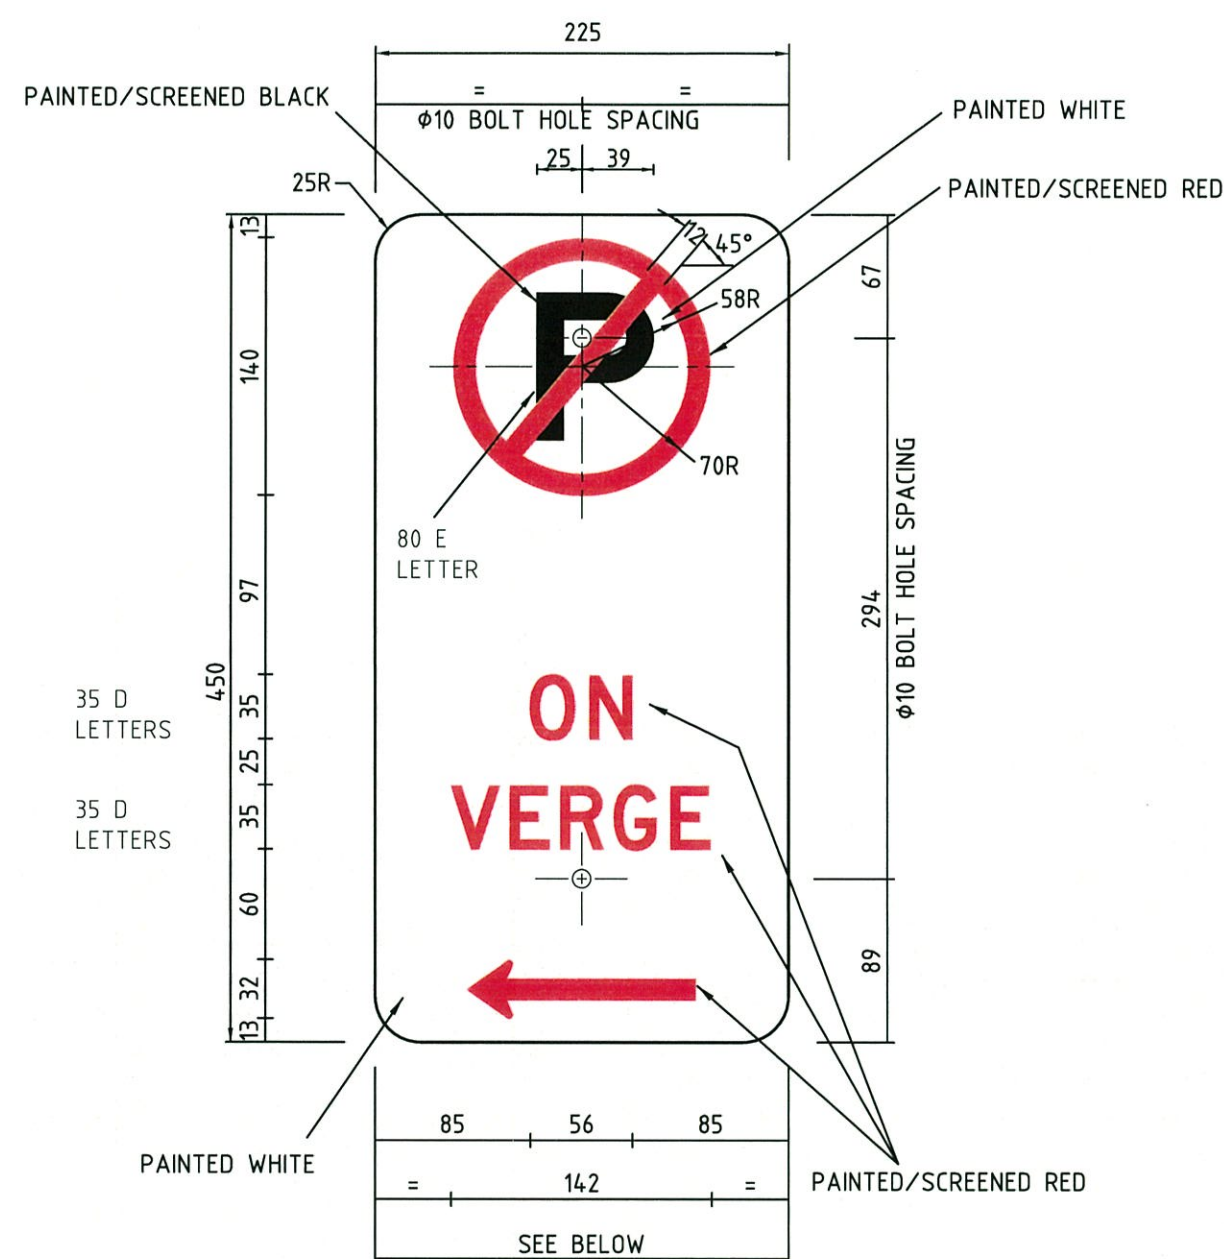 225
PAINTED/SCREENED BLACK
=
=
PAINTED WHITE
Φ10 BOLT HOLE SPACING
25
39
25R
PAINTED/SCREENED RED
13
12
45°
67
58R
P
140
70R
80 E
LETTER
97
294
Φ10 BOLT HOLE SPACING
450
35 D
LETTERS
35
ON
25
35 D
LETTERS
35
VERGE
60
89
32
13
85
56
85
PAINTED WHITE
PAINTED/SCREENED RED
=
142
=
SEE BELOW